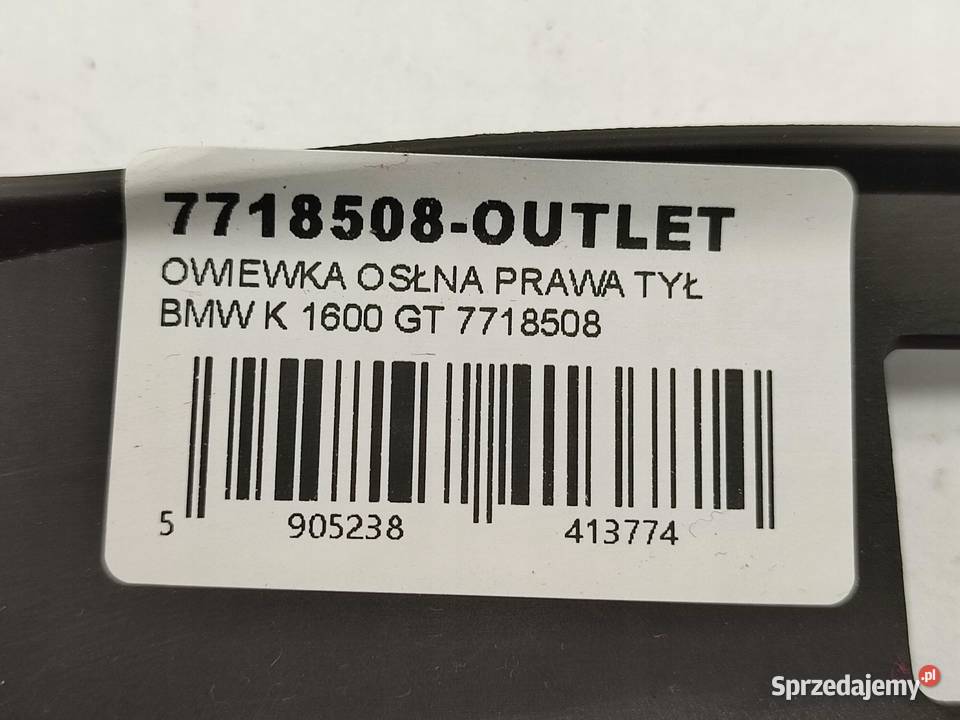 7718508-OUTLET
OWIEWKA OSŁNA PRAWA TYŁ
BMW K 1600 GT 7718508
5 905238 413774
Sprzedajemy.pl